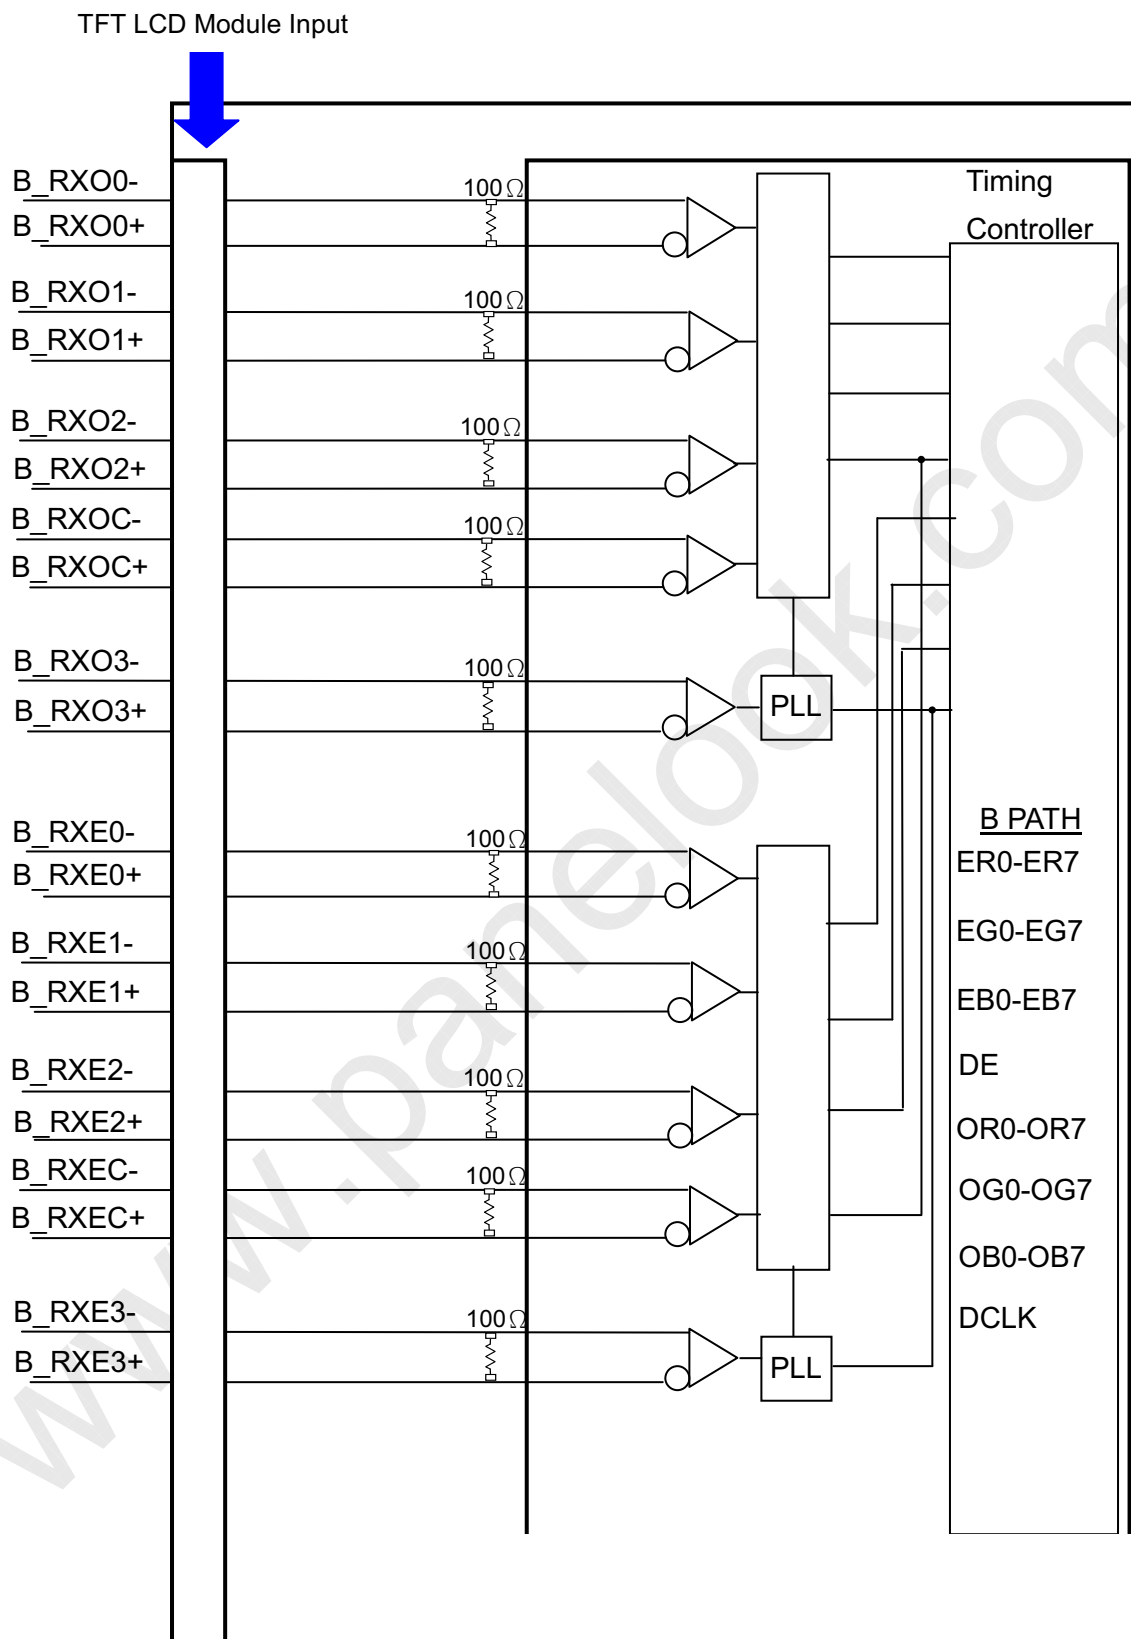 TFT LCD Module Input
B_RXO0-
100Ω
Timing
B_RXO0+
Controller
B_RXO1-
100Ω
B_RXO1+
B_RXO2-
100Ω
B_RXO2+
B_RXOC-
100Ω
B_RXOC+
B_RXO3-
100Ω
B_RXO3+
PLL
B_RXE0-
100Ω
B PATH
B_RXE0+
ER0-ER7
B_RXE1-
100Ω
EG0-EG7
B_RXE1+
EB0-EB7
B_RXE2-
100Ω
DE
B_RXE2+
OR0-OR7
B_RXEC-
100Ω
OG0-OG7
B_RXEC+
OB0-OB7
B_RXE3-
100Ω
DCLK
B_RXE3+
PLL
www.panelook.com